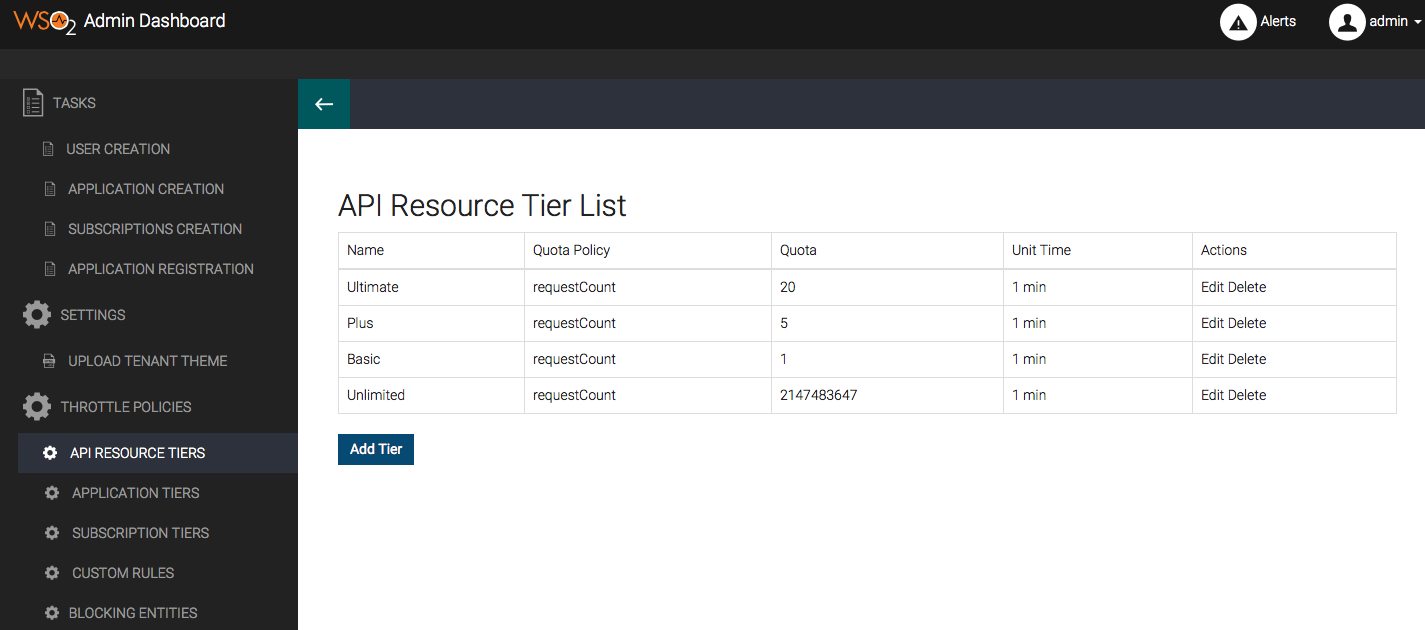 WSO2 Admin Dashboard
Alerts
admin
TASKS
USER CREATION
APPLICATION CREATION
SUBSCRIPTIONS CREATION
APPLICATION REGISTRATION
SETTINGS
UPLOAD TENANT THEME
THROTTLE POLICIES
API RESOURCE TIERS
APPLICATION TIERS
SUBSCRIPTION TIERS
CUSTOM RULES
BLOCKING ENTITIES
API Resource Tier List
Name Quota Policy Quota Unit Time Actions
Ultimate requestCount 20 1 min Edit Delete
Plus requestCount 5 1 min Edit Delete
Basic requestCount 1 1 min Edit Delete
Unlimited requestCount 2147483647 1 min Edit Delete
Add Tier